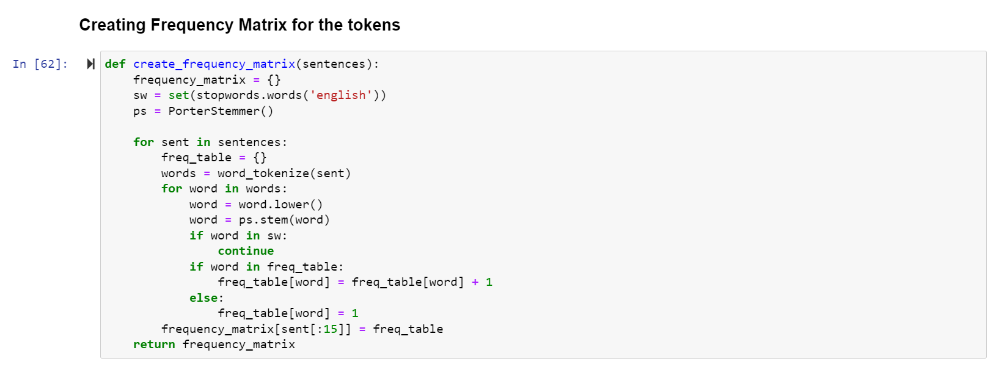 Creating Frequency Matrix for the tokens
In [62]:
def create_frequency_matrix(sentences):
    frequency_matrix = {}
    sw = set(stopwords.words('english'))
    ps = PorterStemmer()

    for sent in sentences:
        freq_table = {}
        words = word_tokenize(sent)
        for word in words:
            word = word.lower()
            word = ps.stem(word)
            if word in sw:
                continue
            if word in freq_table:
                freq_table[word] = freq_table[word] + 1
            else:
                freq_table[word] = 1
        frequency_matrix[sent[:15]] = freq_table
    return frequency_matrix